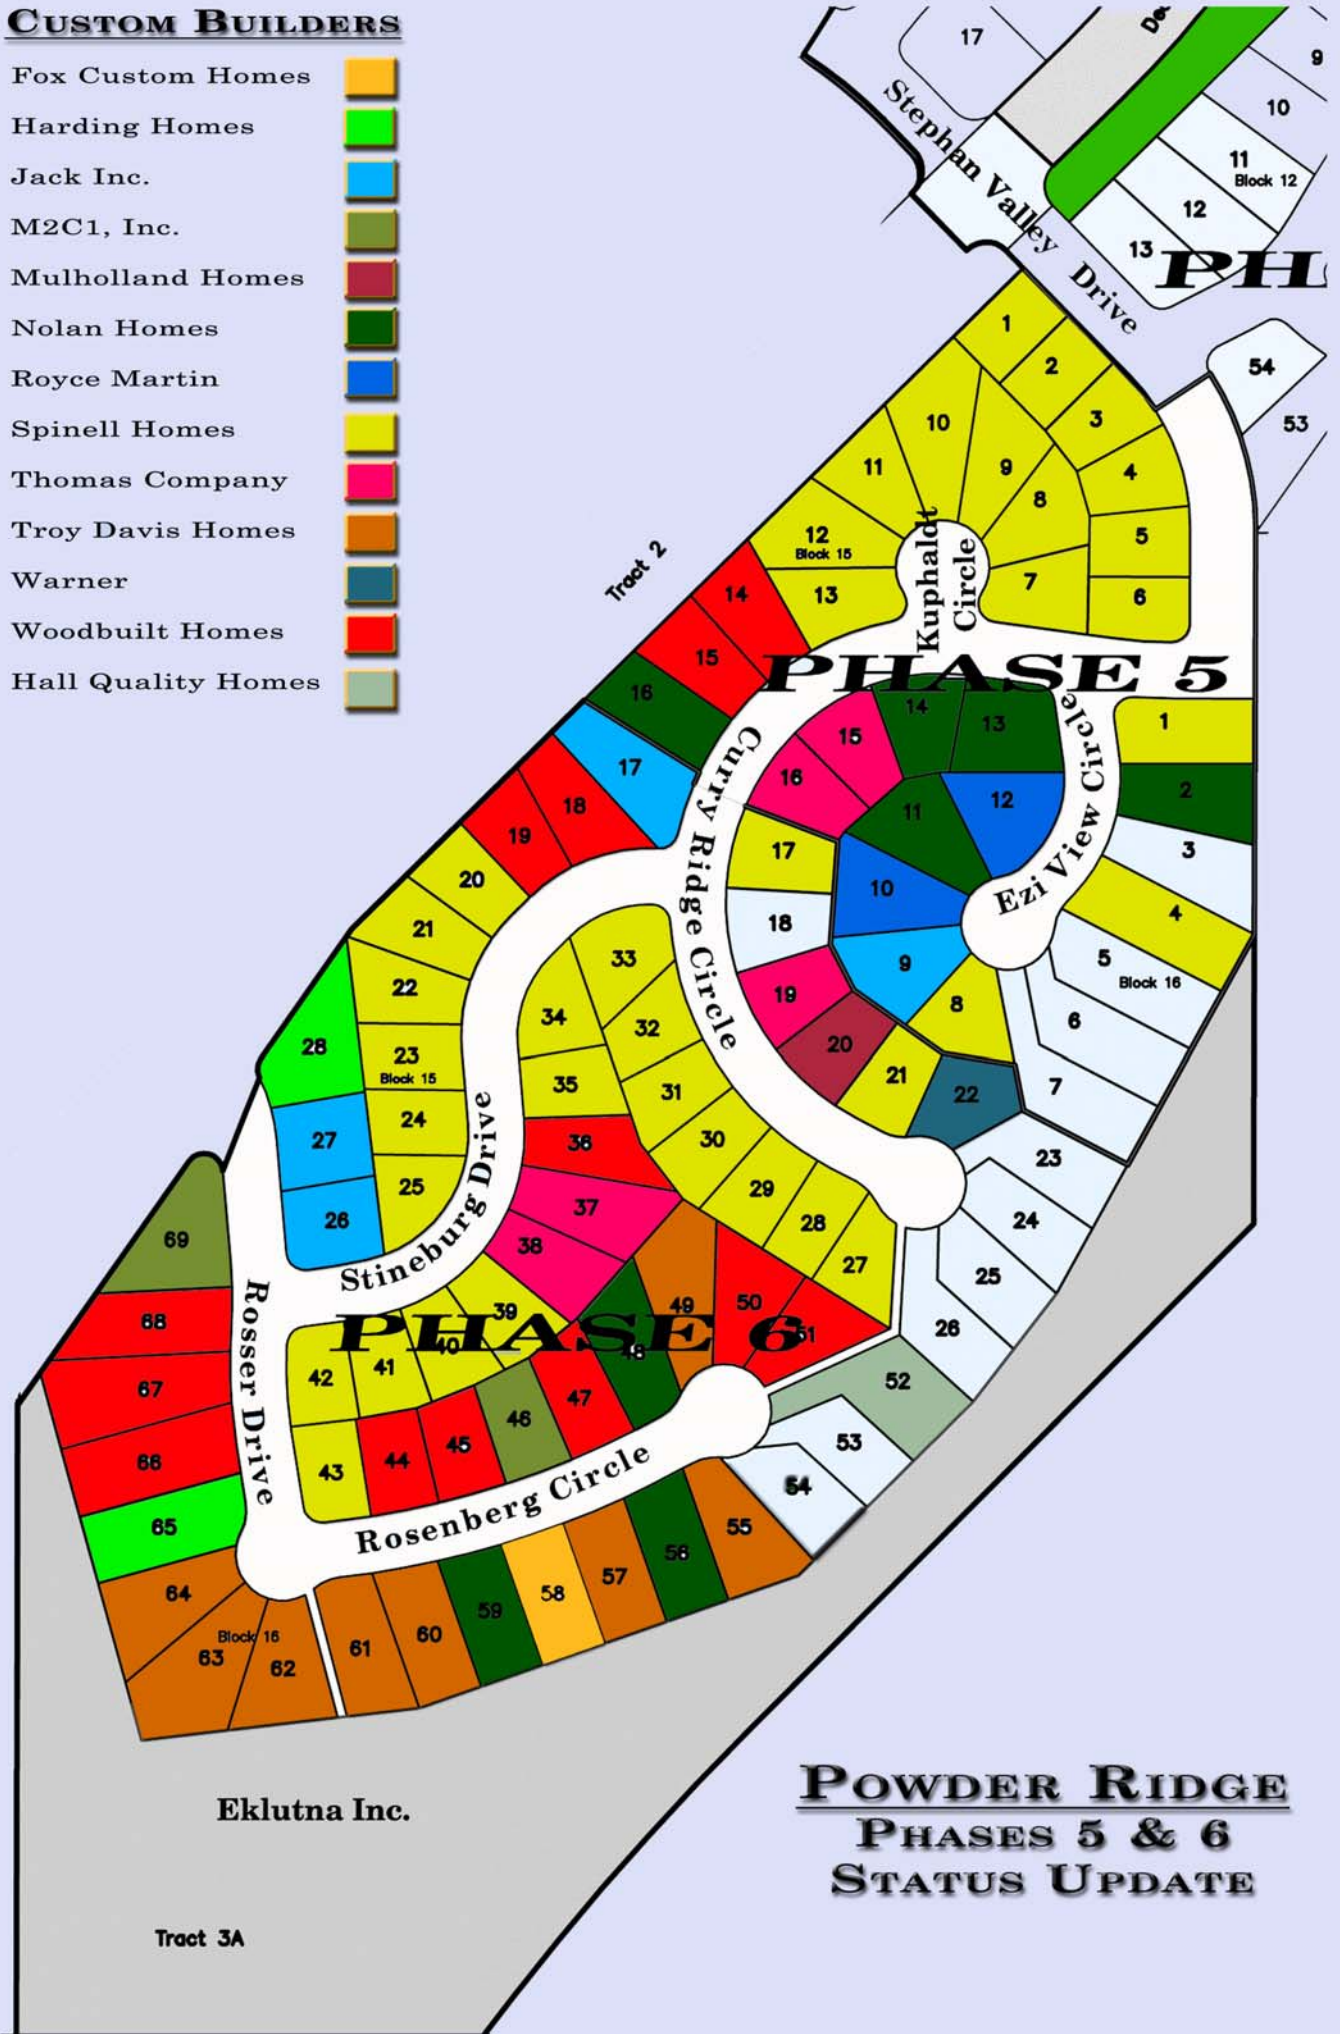 CUSTOM BUILDERS
Fox Custom Homes
Harding Homes
Jack Inc.
M2C1, Inc.
Mulholland Homes
Nolan Homes
Royce Martin
Spinell Homes
Thomas Company
Troy Davis Homes
Warner
Woodbuilt Homes
Hall Quality Homes
17
9
10
11
Block 12
12
13
Stephan Valley Drive
PH
54
53
1
2
3
4
5
6
7
8
9
10
11
12
Block 15
13
Kuphaldt
Circle
Tract 2
14
15
16
PHASE 5
17
18
19
20
21
22
23
Block 15
24
25
26
27
28
Curry Ridge Circle
Ezi View Circle
1
2
3
4
5
Block 16
6
7
8
9
10
11
12
13
14
15
16
17
18
19
20
21
22
23
24
25
26
27
28
29
30
31
32
33
34
35
36
37
38
39
40
41
42
43
44
45
46
47
48
49
50
51
52
53
54
55
56
57
58
59
60
61
62
63
Block 16
64
65
66
67
68
69
Stineburg Drive
PHASE 6
Rosser Drive
Rosenberg Circle
Eklutna Inc.
Tract 3A
POWDER RIDGE
PHASES 5 & 6
STATUS UPDATE